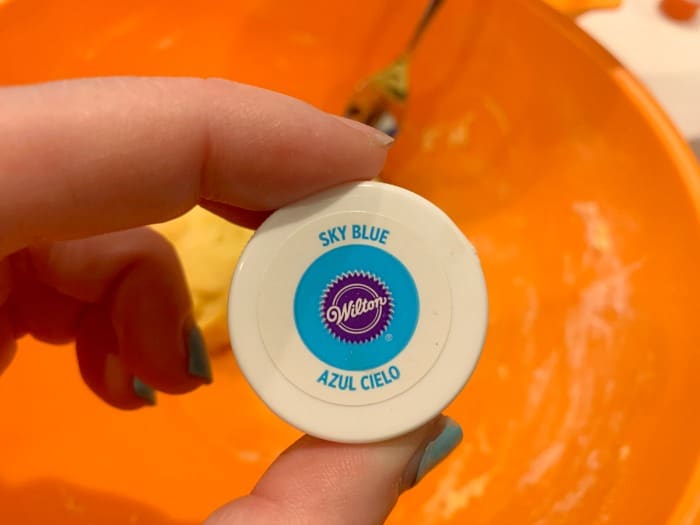 SKY BLUE
Wilton
®
AZUL CIELO